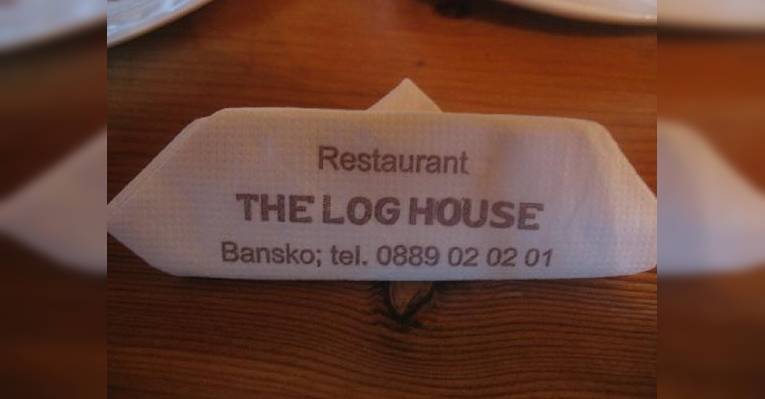 Restaurant
THE LOG HOUSE
Bansko; tel. 0889 02 02 01